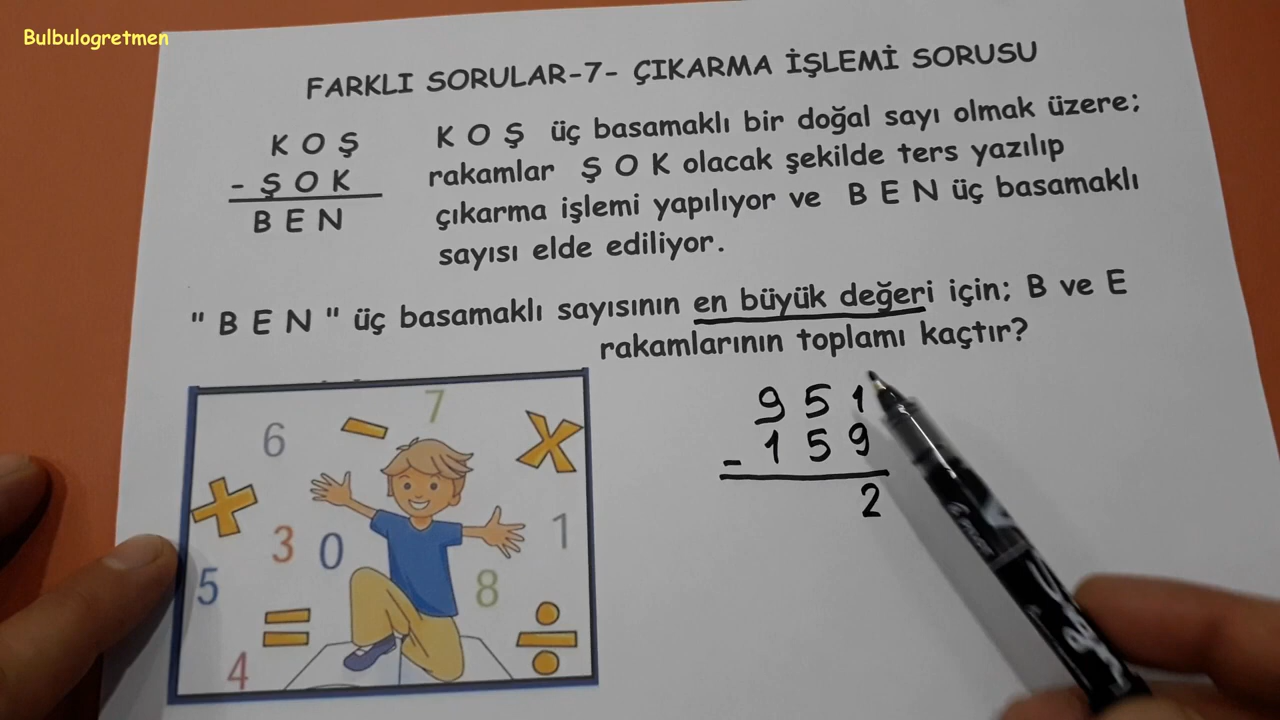 Bulbulogretmen
FARKLI SORULAR-7- ÇIKARMA İŞLEMİ SORUSU
K O Ş
- Ş O K
B E N
K O Ş üç basamaklı bir doğal sayı olmak üzere;
rakamlar Ş O K olacak şekilde ters yazılıp
çıkarma işlemi yapılıyor ve B E N üç basamaklı
sayısı elde ediliyor.
" B E N " üç basamaklı sayısının en büyük değeri için; B ve E
rakamlarının toplamı kaçtır?
7
6
3
0
1
5
8
4
9 5 1
- 1 5 9
2